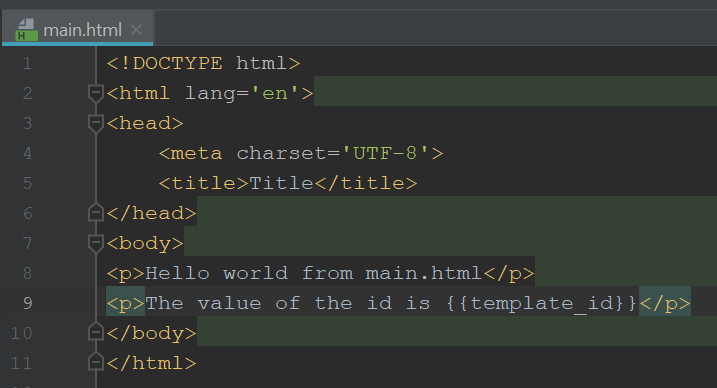 main.html
H
1 <!DOCTYPE html>
2 <html lang='en'>
3 <head>
4     <meta charset='UTF-8'>
5     <title>Title</title>
6 </head>
7 <body>
8 <p>Hello world from main.html</p>
9 <p>The value of the id is {{template_id}}</p>
10 </body>
11 </html>